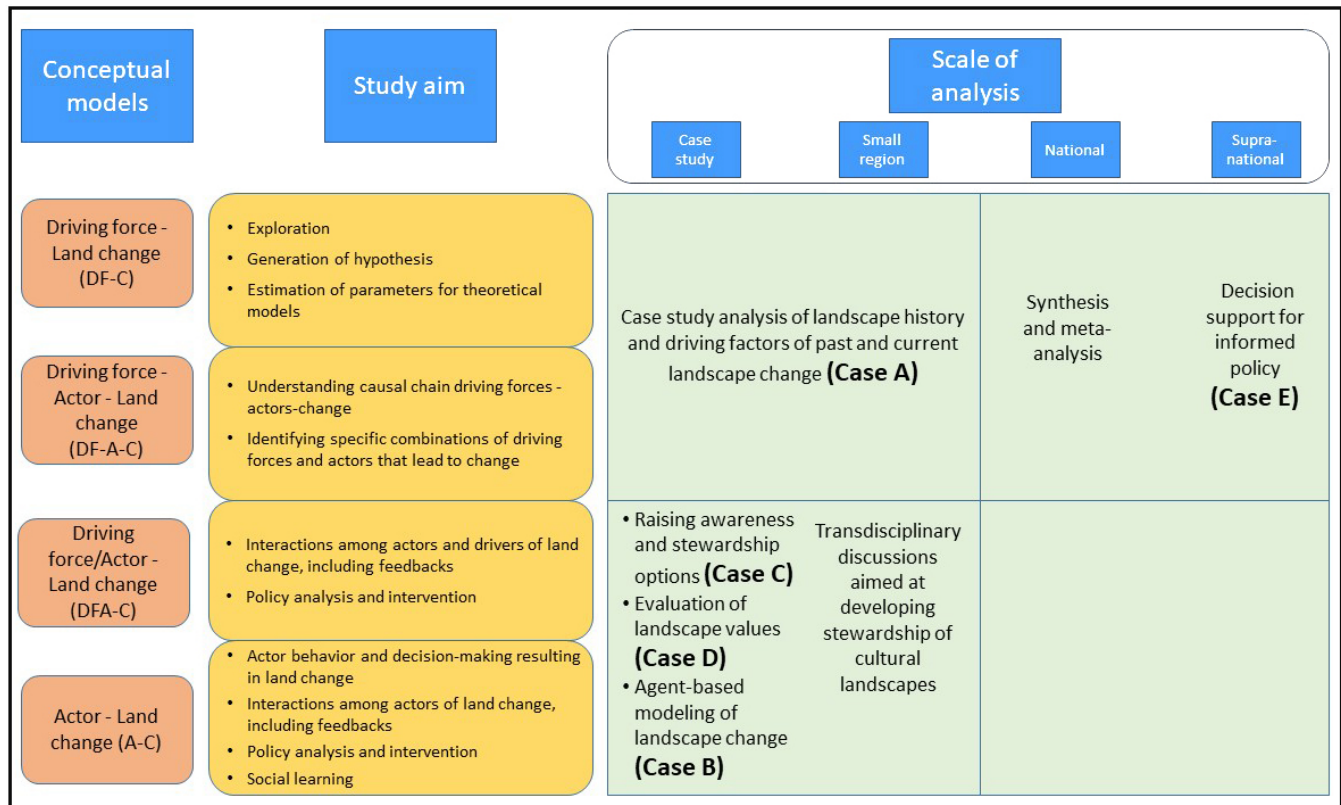 Conceptual
models
Study aim
Scale of
analysis
Case
study
Small
region
National
Supra-
national
Driving force -
Land change
(DF-C)
• Exploration
• Generation of hypothesis
• Estimation of parameters for theoretical
models
Driving force -
Actor - Land
change
(DF-A-C)
• Understanding causal chain driving forces -
actors-change
• Identifying specific combinations of driving
forces and actors that lead to change
Case study analysis of landscape history
and driving factors of past and current
landscape change (Case A)
Synthesis
and meta-
analysis
Decision
support for
informed
policy
(Case E)
Driving
force/Actor -
Land change
(DFA-C)
• Interactions among actors and drivers of land
change, including feedbacks
• Policy analysis and intervention
Actor - Land
change (A-C)
• Actor behavior and decision-making resulting
in land change
• Interactions among actors of land change,
including feedbacks
• Policy analysis and intervention
• Social learning
• Raising awareness
and stewardship
options (Case C)
• Evaluation of
landscape values
(Case D)
• Agent-based
modeling of
landscape change
(Case B)
Transdisciplinary
discussions
aimed at
developing
stewardship of
cultural
landscapes